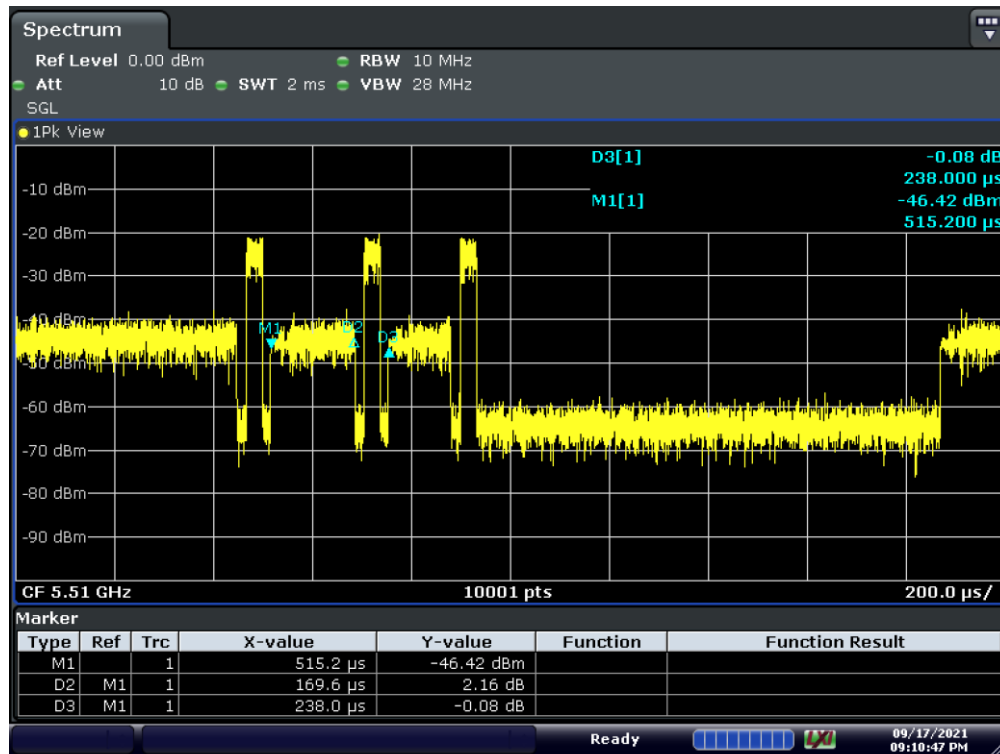 Spectrum
Ref Level 0.00 dBm RBW 10 MHz
Att 10 dB SWT 2 ms VBW 28 MHz
SGL
1Pk View
D3[1] -0.08 dB
238.000 µs
-10 dBm
M1[1] -46.42 dBm
515.200 µs
-20 dBm
-30 dBm
-40 dBm
M1 D2 D3
-50 dBm
-60 dBm
-70 dBm
-80 dBm
-90 dBm
CF 5.51 GHz 10001 pts 200.0 µs/
Marker
Type Ref Trc X-value Y-value Function Function Result
M1 1 515.2 µs -46.42 dBm
D2 M1 1 169.6 µs 2.16 dB
D3 M1 1 238.0 µs -0.08 dB
Ready LXI 09/17/2021
09:10:47 PM